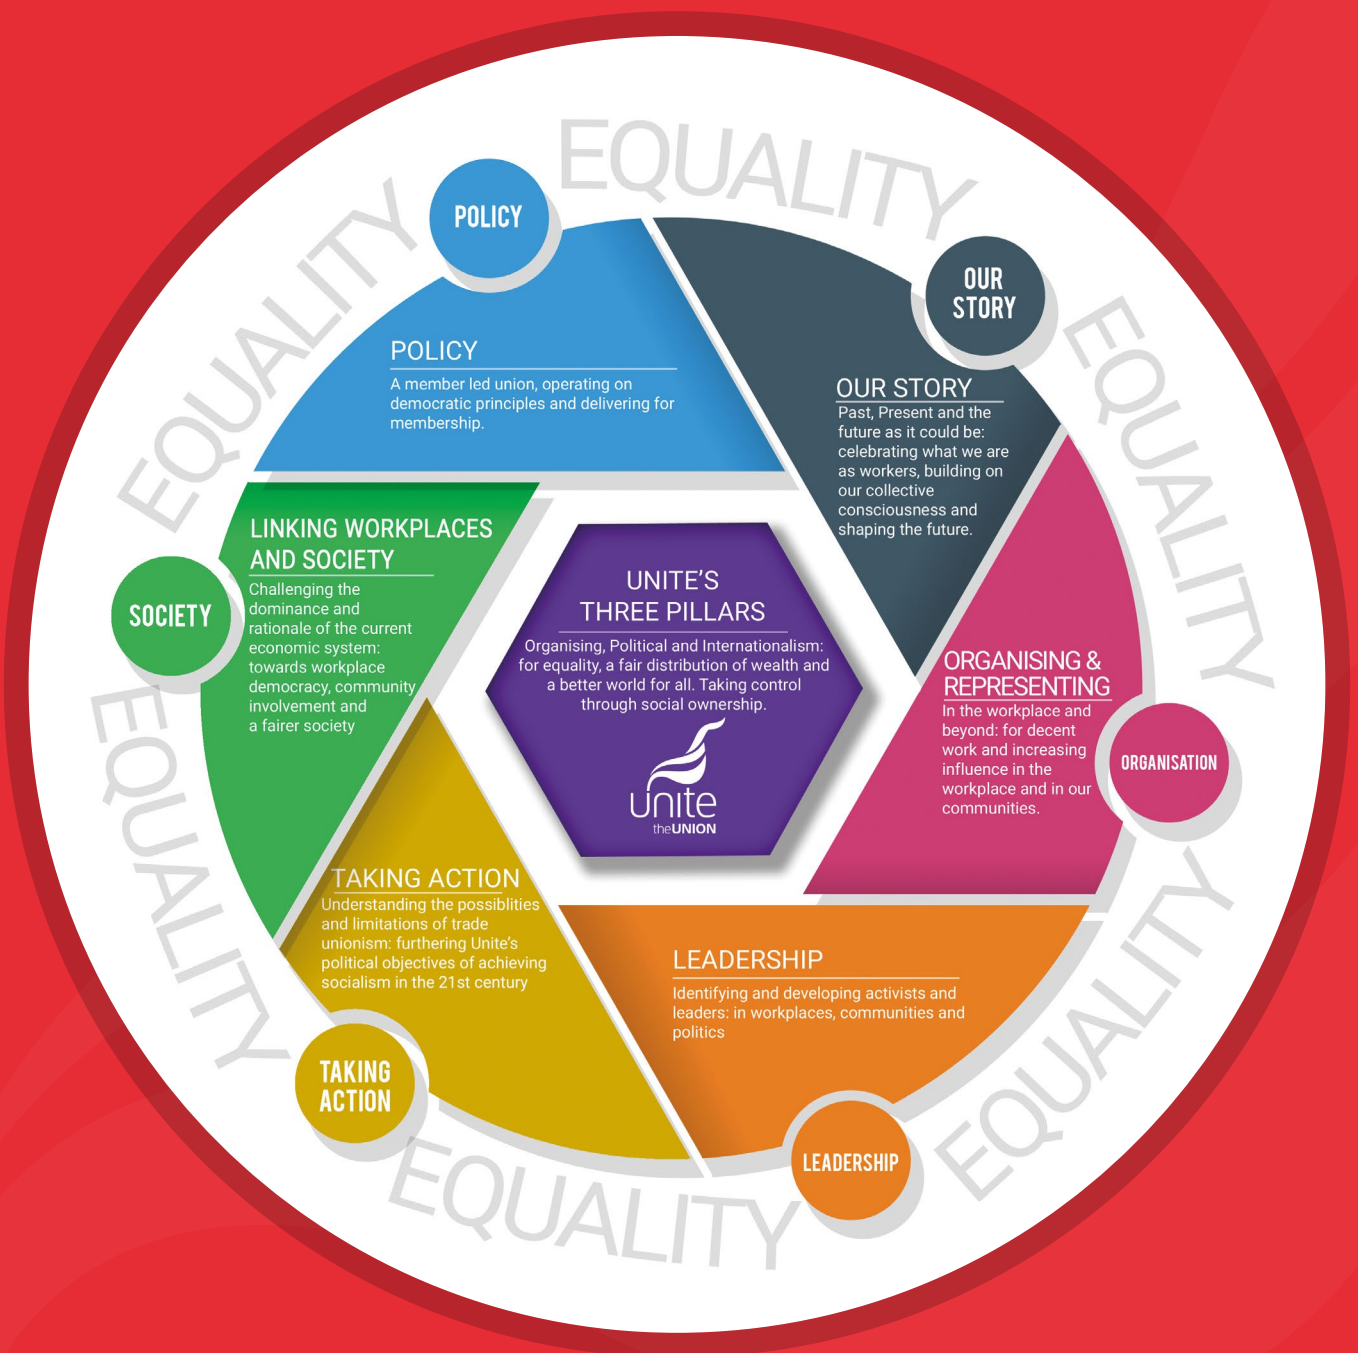 EQUALITY
EQUALITY
EQUALITY
EQUALITY
EQUALITY
EQUALITY
EQUALITY
POLICY
POLICY
A member led union, operating on
democratic principles and delivering for
membership.
OUR
STORY
OUR STORY
Past, Present and the
future as it could be:
celebrating what we are
as workers, building on
our collective
consciousness and
shaping the future.
ORGANISING &
REPRESENTING
In the workplace and
beyond: for decent
work and increasing
influence in the
workplace and in our
communities.
ORGANISATION
LEADERSHIP
Identifying and developing activists and
leaders: in workplaces, communities and
politics
LEADERSHIP
TAKING ACTION
Understanding the possiblities
and limitations of trade
unionism: furthering Unite's
political objectives of achieving
socialism in the 21st century
TAKING
ACTION
LINKING WORKPLACES
AND SOCIETY
Challenging the
dominance and
rationale of the current
economic system:
towards workplace
democracy, community
involvement and
a fairer society
SOCIETY
UNITE'S
THREE PILLARS
Organising, Political and Internationalism:
for equality, a fair distribution of wealth and
a better world for all. Taking control
through social ownership.
unite
theUNION